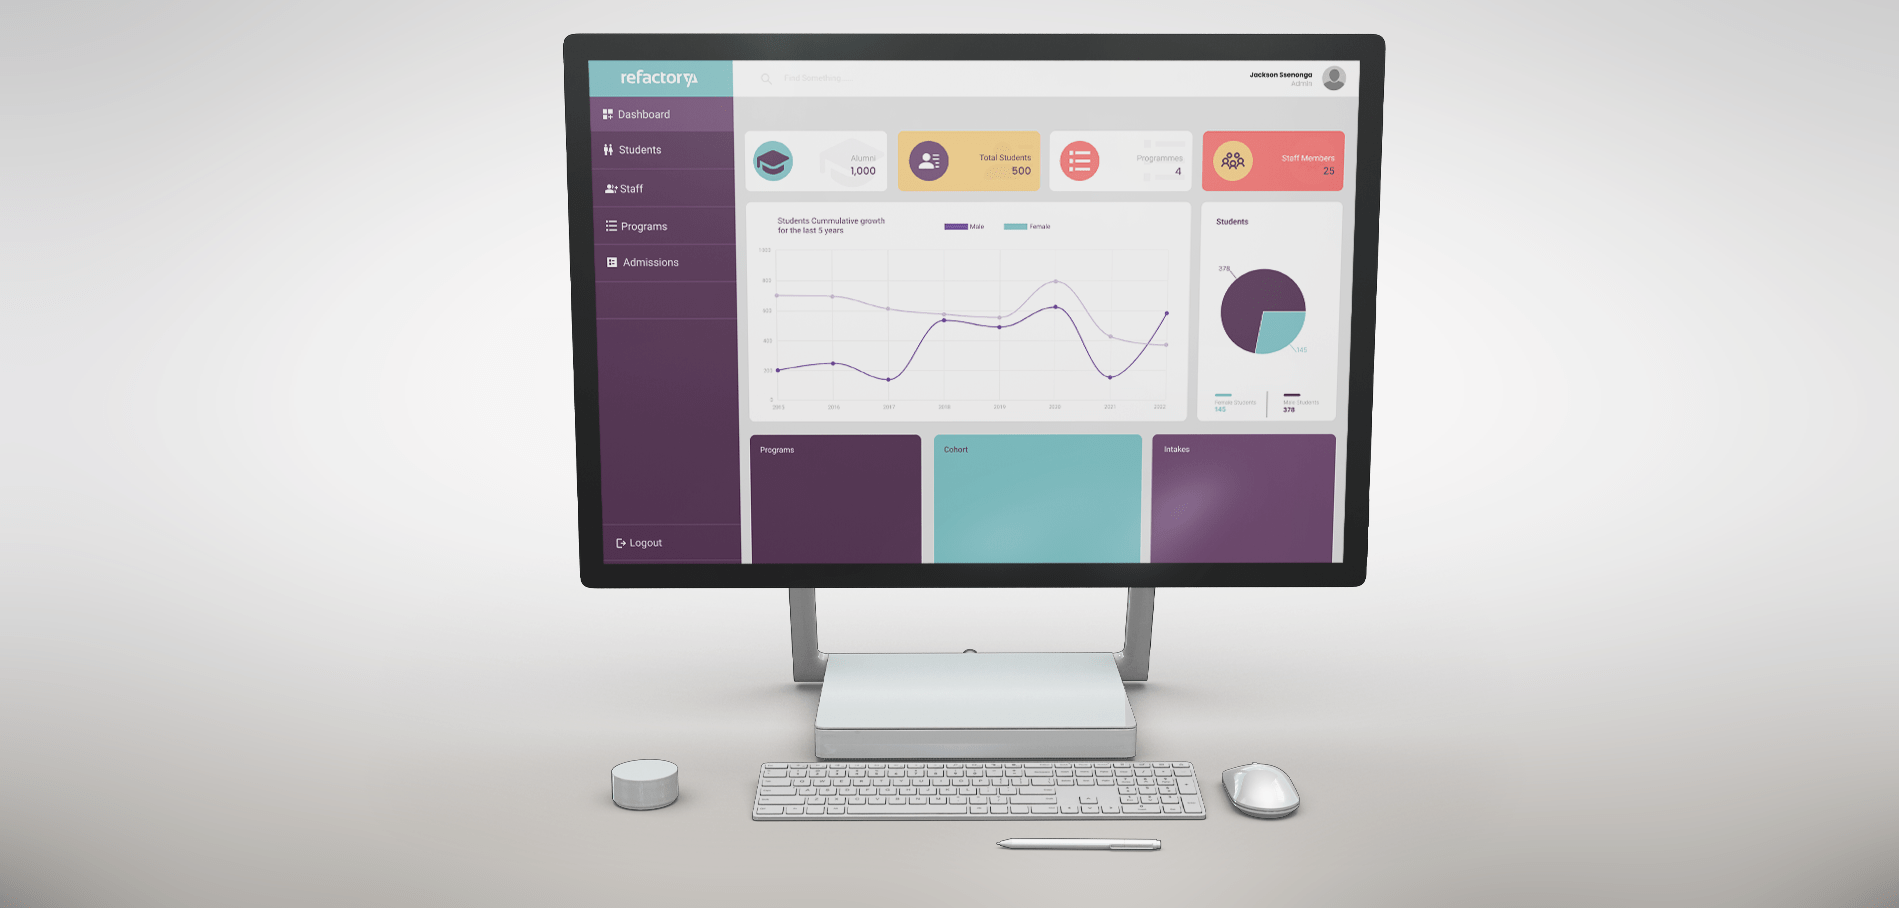 refactory
Find Something.....
Jackson Ssenonga
Admin
Dashboard
Students
Staff
Programs
Admissions
Logout
Alumni
1,000
Total Students
500
Programmes
4
Staff Members
25
Students Cummulative growth
for the last 5 years
Male
Female
1000
800
600
400
200
0
2015
2016
2017
2018
2019
2020
2021
2022
Students
378
145
Female Students
145
Male Students
378
Programs
Cohort
Intakes